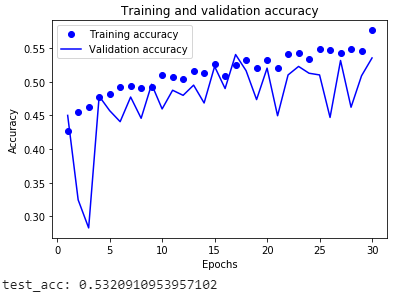 Training and validation accuracy
Training accuracy
Validation accuracy
0.55
0.50
0.45
0.40
0.35
0.30
Accuracy
0 5 10 15 20 25 30
Epochs
test_acc: 0.5320910953957102